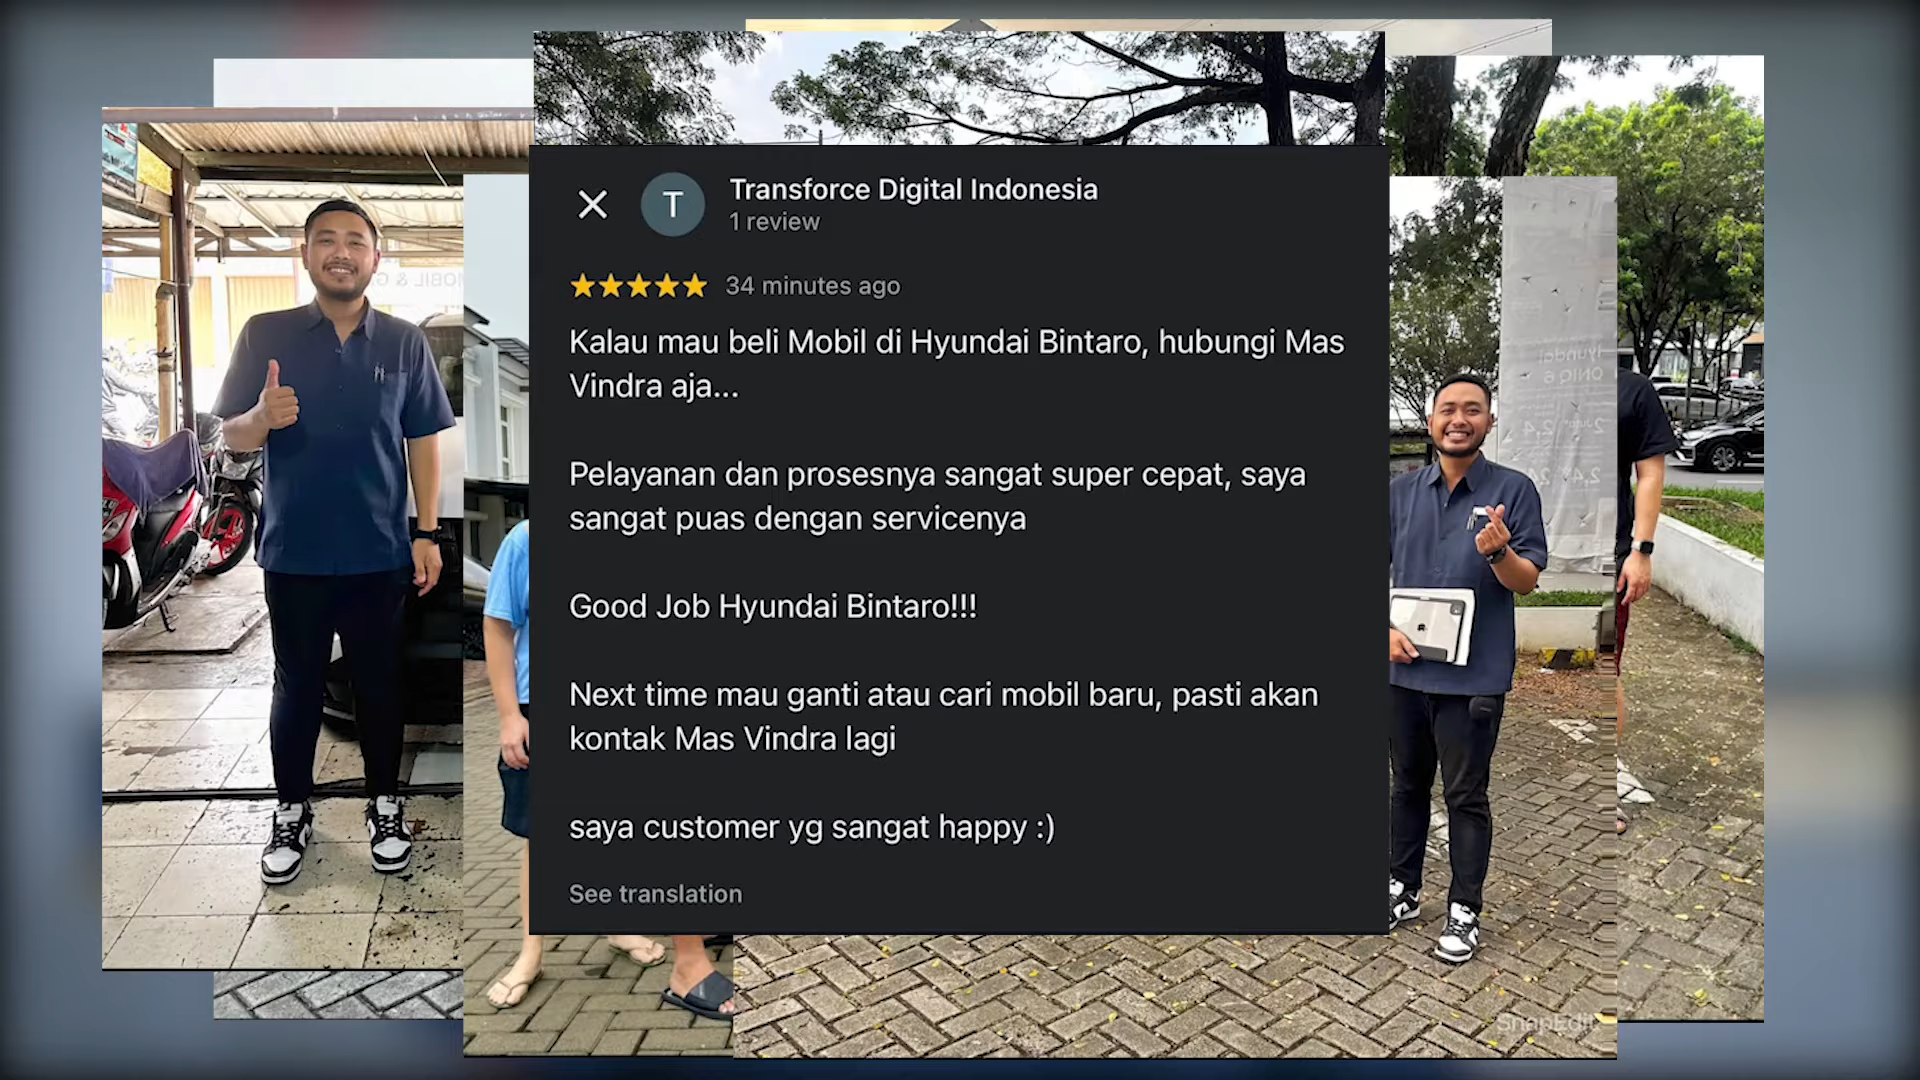 Transforce Digital Indonesia
1 review
34 minutes ago
Kalau mau beli Mobil di Hyundai Bintaro, hubungi Mas
Vindra aja...
Pelayanan dan prosesnya sangat super cepat, saya
sangat puas dengan servicenya
Good Job Hyundai Bintaro!!!
Next time mau ganti atau cari mobil baru, pasti akan
kontak Mas Vindra lagi
saya customer yg sangat happy :)
See translation
T
SnapEdit